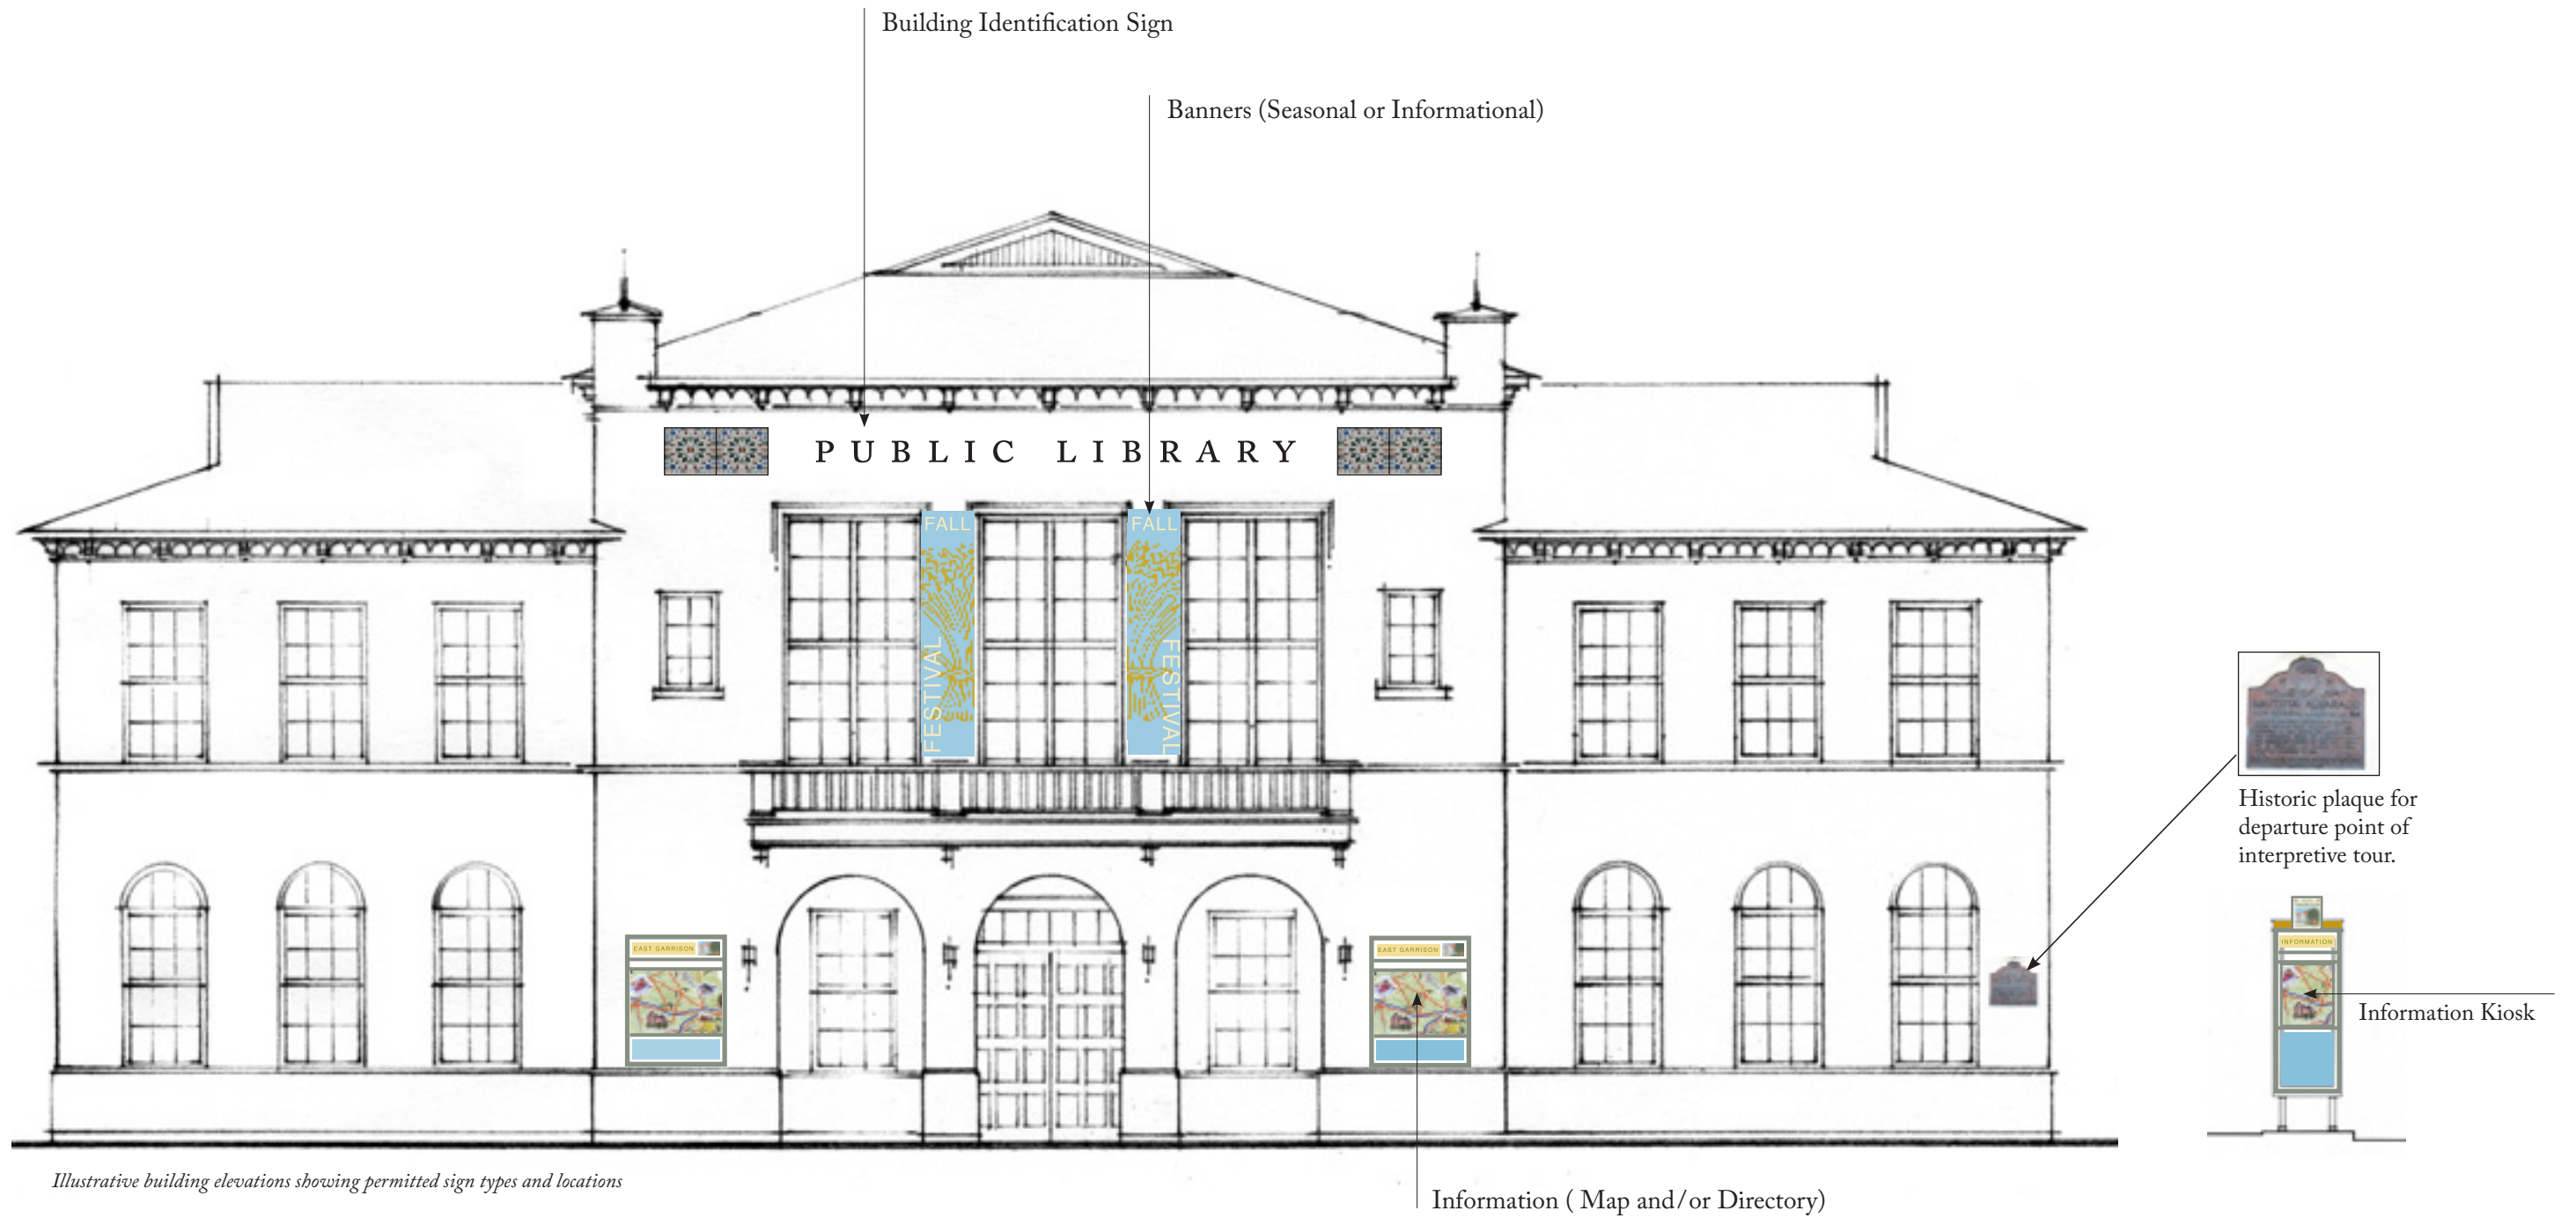 Building Identification Sign
Banners (Seasonal or Informational)
PUBLIC LIBRARY
FALL
FESTIVAL
FALL
FESTIVAL
Historic plaque for
departure point of
interpretive tour.
EAST GARRISON
EAST GARRISON
INFORMATION
Information Kiosk
Illustrative building elevations showing permitted sign types and locations
Information ( Map and/or Directory)